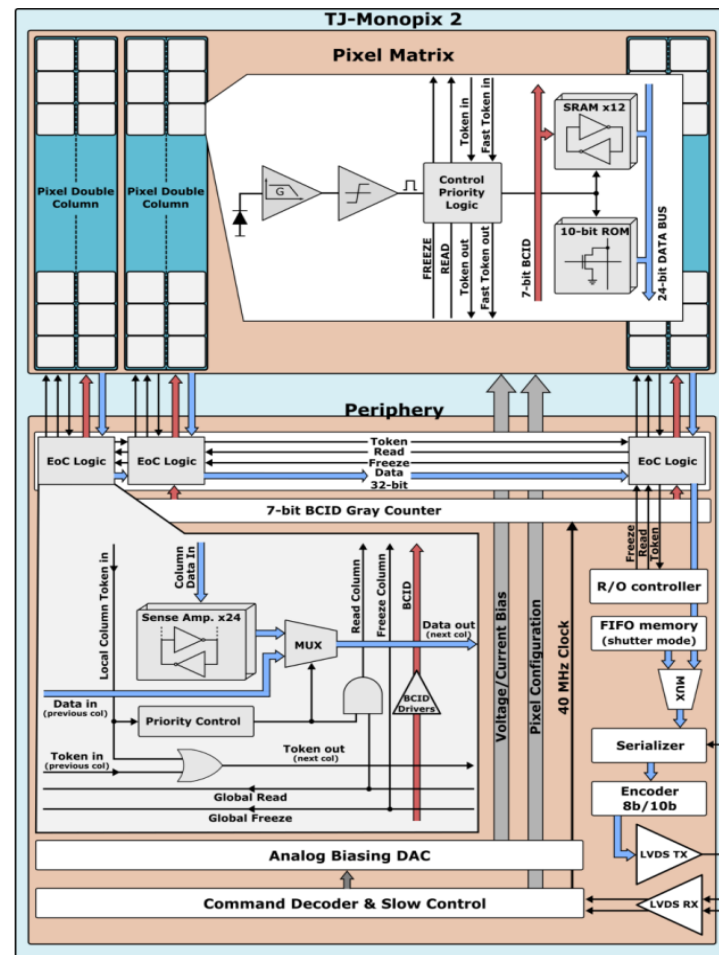 TJ-Monopix 2
Pixel Matrix
Pixel Double
Column
Pixel Double
Column
G
Control
Priority
Logic
FREEZE
READ
Token in
Fast Token in
Token out
Fast Token out
7-bit BCID
SRAM x12
10-bit ROM
24-bit DATA BUS
Periphery
EoC Logic
EoC Logic
EoC Logic
Token
Read
Freeze
Data
32-bit
7-bit BCID Gray Counter
Local Column Token in
Column
Data In
Sense Amp. x24
MUX
Read Column
Freeze Column
BCID
Data out
(next col)
Data in
(previous col)
Priority Control
BCID
Drivers
Token in
(previous col)
Token out
(next col)
Global Read
Global Freeze
Voltage/Current Bias
Pixel Configuration
40 MHz Clock
Freeze
Read
Token
R/O controller
FIFO memory
(shutter mode)
MUX
Serializer
Encoder
8b/10b
LVDS TX
LVDS RX
Analog Biasing DAC
Command Decoder & Slow Control